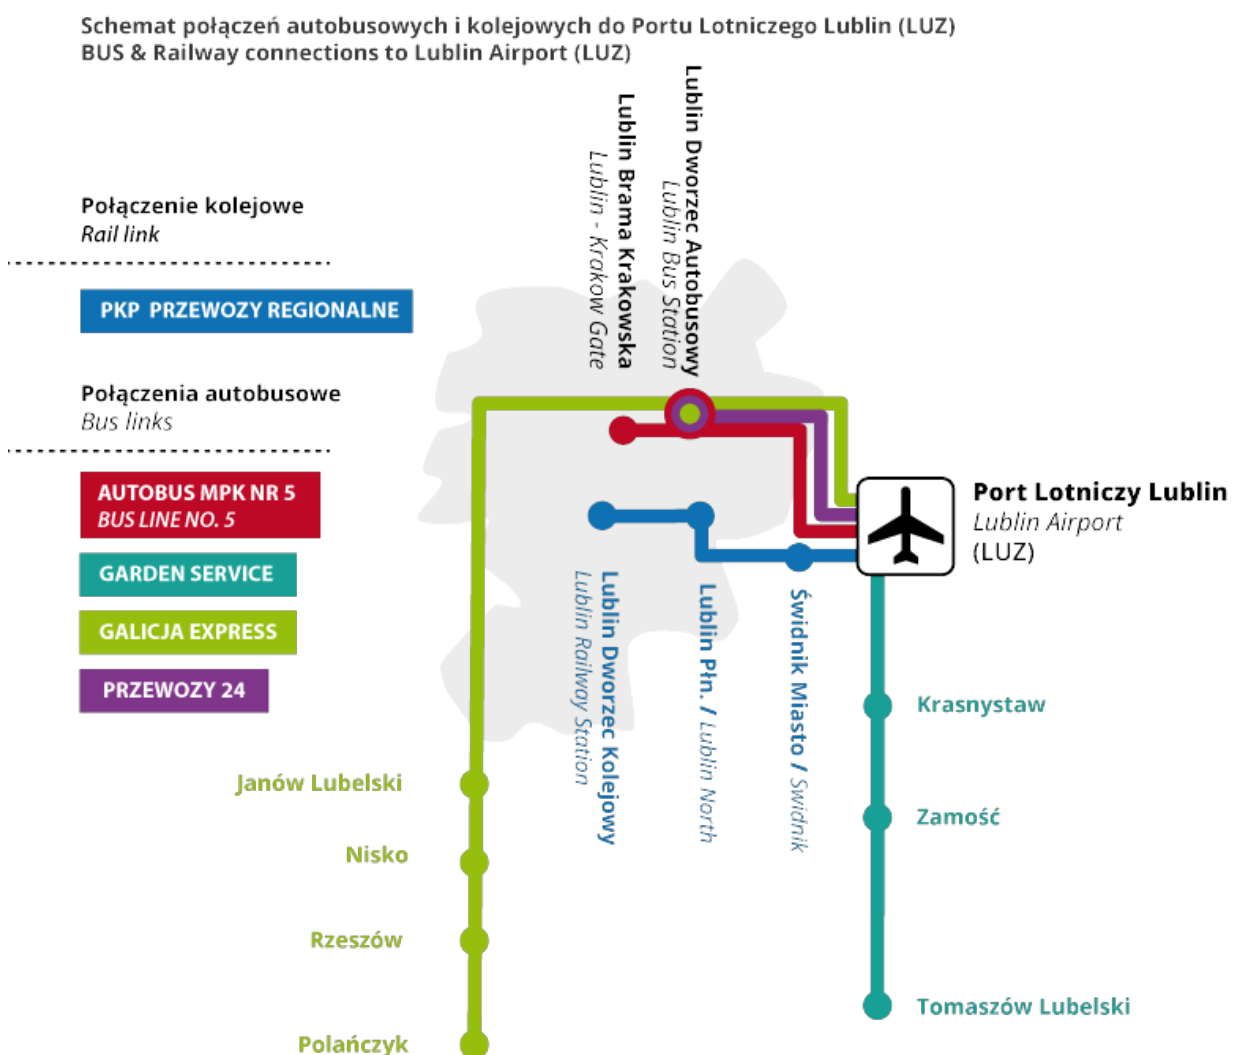 Schemat połączeń autobusowych i kolejowych do Portu Lotniczego Lublin (LUZ)
BUS & Railway connections to Lublin Airport (LUZ)
Lublin Brama Krakowska
Lublin - Krakow Gate
Lublin Dworzec Autobusowy
Lublin Bus Station
Połączenie kolejowe
Rail link
PKP PRZEWOZY REGIONALNE
Połączenia autobusowe
Bus links
AUTOBUS MPK NR 5
BUS LINE NO. 5
GARDEN SERVICE
GALICJA EXPRESS
PRZEWOZY 24
Port Lotniczy Lublin
Lublin Airport
(LUZ)
Lublin Dworzec Kolejowy
Lublin Railway Station
Lublin Płn. / Lublin North
Świdnik Miasto / Swidnik
Krasnystaw
Zamość
Tomaszów Lubelski
Janów Lubelski
Nisko
Rzeszów
Polańczyk